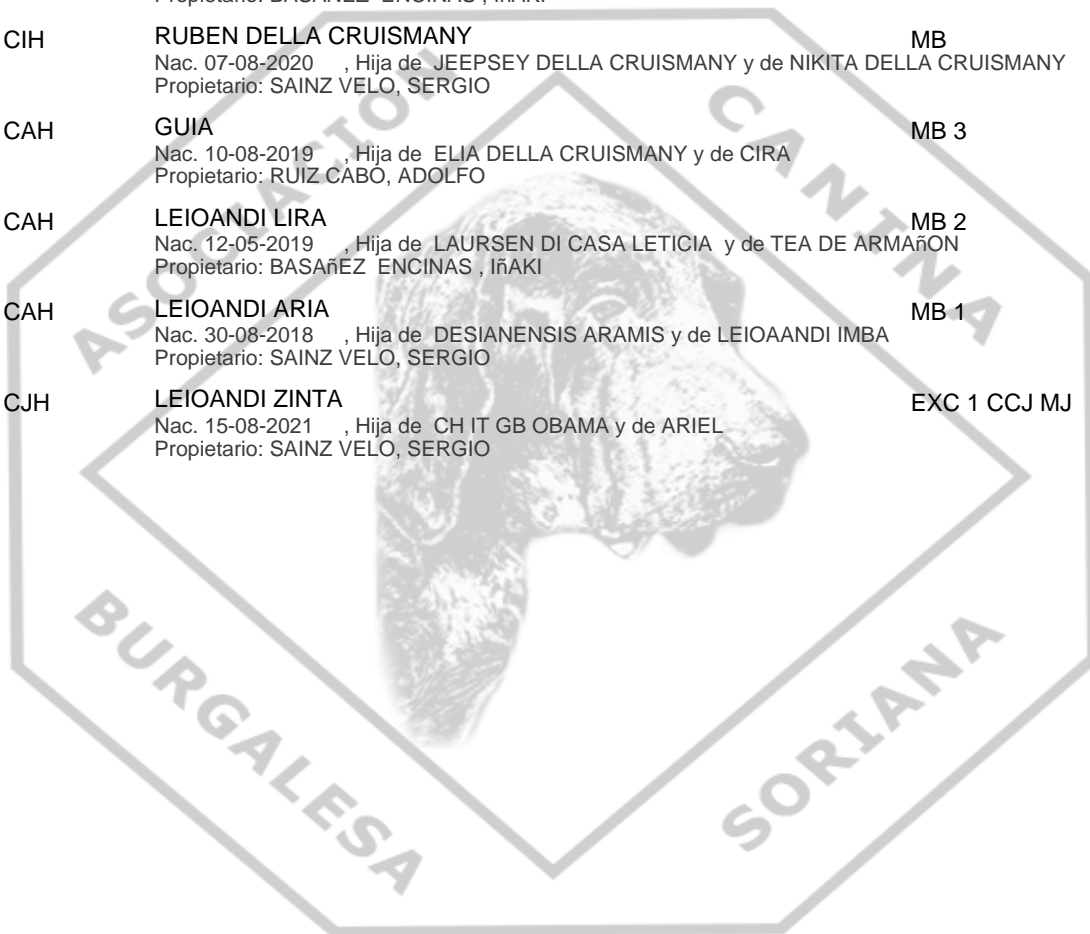 Propietario: BASAñEZ ENCINAS , IñAKI
CIH RUBEN DELLA CRUISMANY MB
Nac. 07-08-2020 , Hija de JEEPSEY DELLA CRUISMANY y de NIKITA DELLA CRUISMANY
Propietario: SAINZ VELO, SERGIO
CAH GUIA MB 3
Nac. 10-08-2019 , Hija de ELIA DELLA CRUISMANY y de CIRA
Propietario: RUIZ CABO, ADOLFO
CAH LEIOANDI LIRA MB 2
Nac. 12-05-2019 , Hija de LAURSEN DI CASA LETICIA y de TEA DE ARMAñON
Propietario: BASAñEZ ENCINAS , IñAKI
CAH LEIOANDI ARIA MB 1
Nac. 30-08-2018 , Hija de DESIANENSIS ARAMIS y de LEIOAANDI IMBA
Propietario: SAINZ VELO, SERGIO
CJH LEIOANDI ZINTA EXC 1 CCJ MJ
Nac. 15-08-2021 , Hija de CH IT GB OBAMA y de ARIEL
Propietario: SAINZ VELO, SERGIO
ASOCIACION
CANINA
BURGALESA
SORIANA